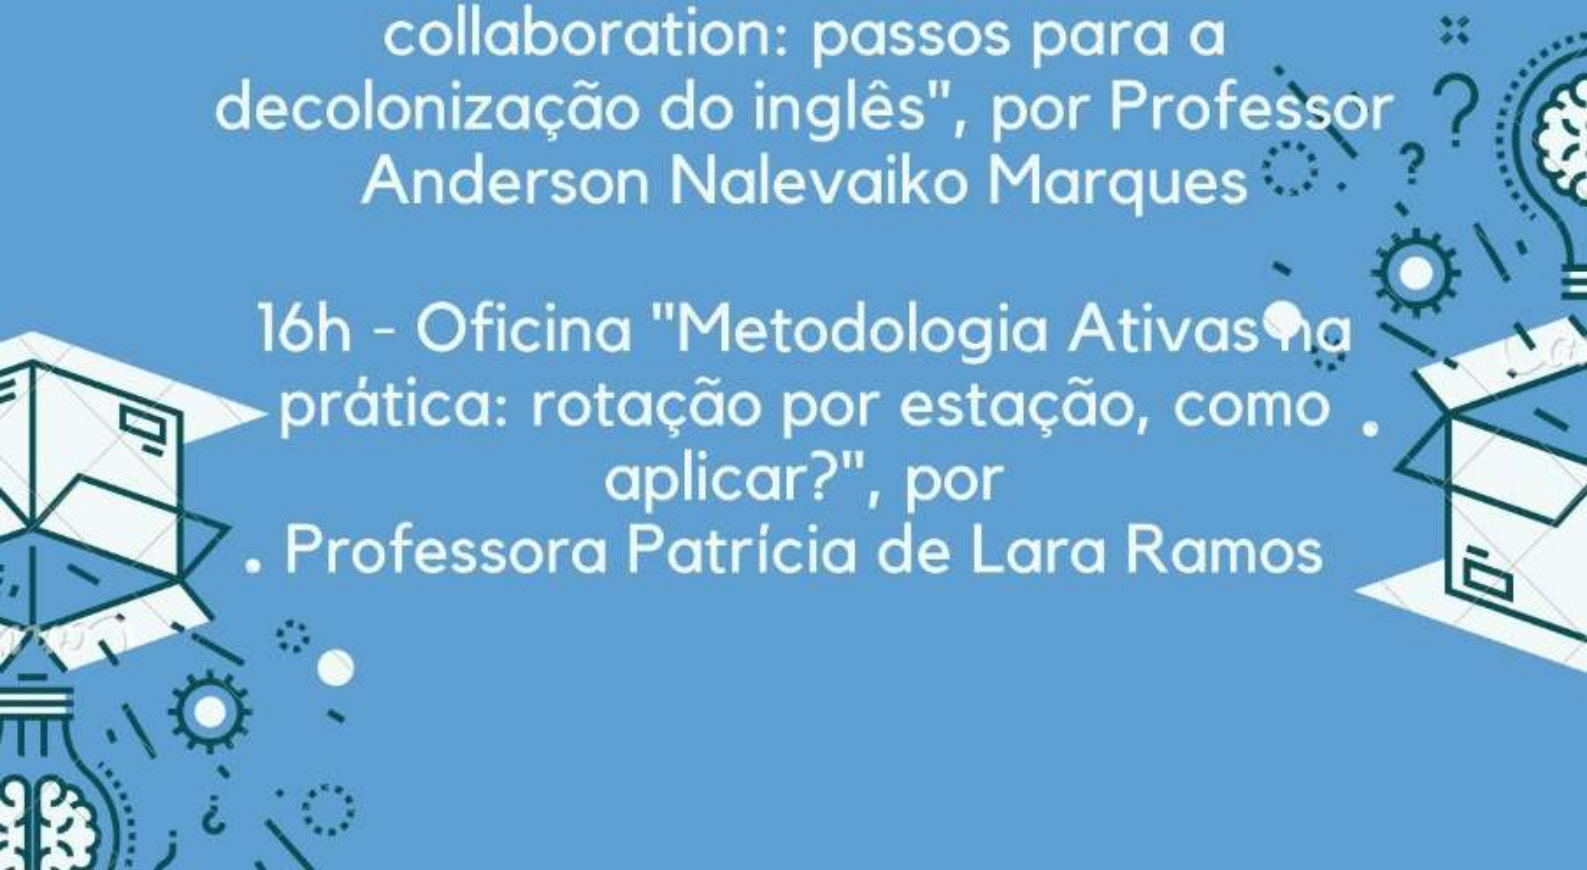 collaboration: passos para a
decolonização do inglês", por Professor
Anderson Nalevaiko Marques
16h - Oficina "Metodologia Ativas na
prática: rotação por estação, como
aplicar?", por
Professora Patrícia de Lara Ramos